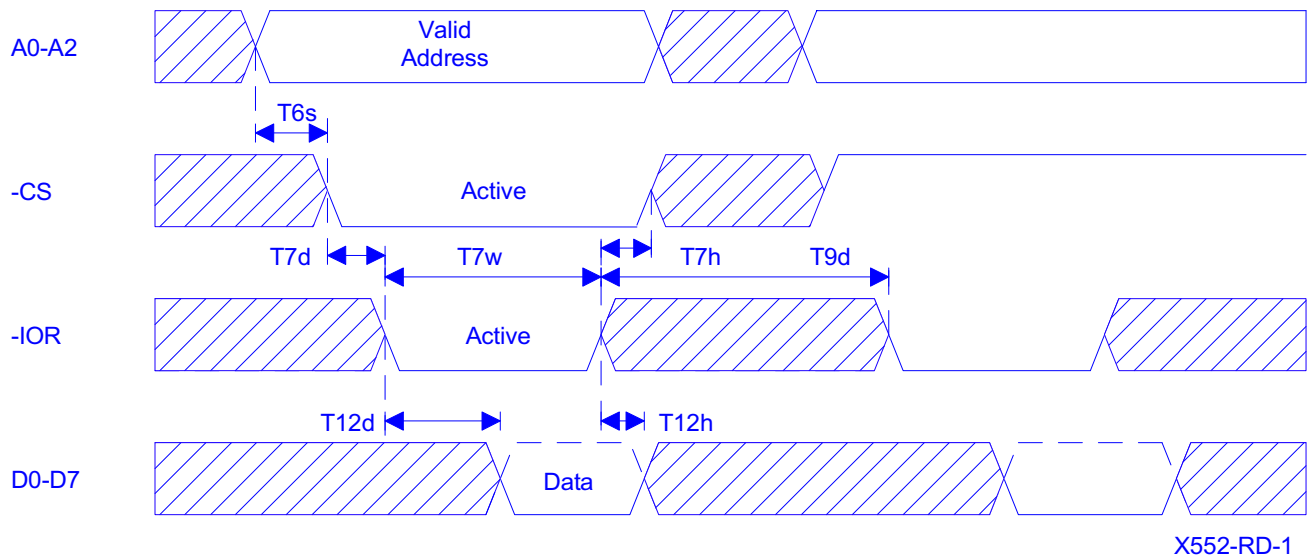 A0-A2
Valid
Address
T6s
-CS
Active
T7d
T7w
T7h
T9d
-IOR
Active
T12d
T12h
D0-D7
Data
X552-RD-1